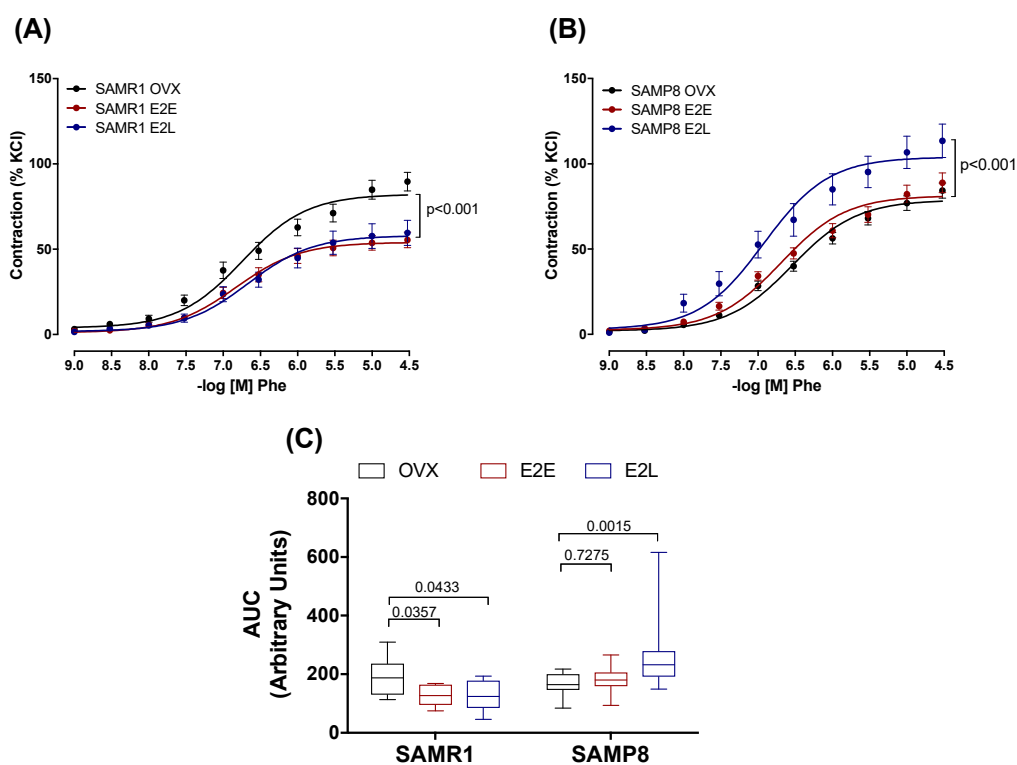 (A)
150
SAMR1 OVX
SAMR1 E2E
SAMR1 E2L
100
50
0
Contraction (% KCl)
p<0.001
9.0 8.5 8.0 7.5 7.0 6.5 6.0 5.5 5.0 4.5
-log [M] Phe
(B)
150
SAMP8 OVX
SAMP8 E2E
SAMP8 E2L
100
50
0
Contraction (% KCl)
p<0.001
9.0 8.5 8.0 7.5 7.0 6.5 6.0 5.5 5.0 4.5
-log [M] Phe
(C)
OVX E2E E2L
800
600
400
200
0
AUC
(Arbitrary Units)
0.0433
0.0357
0.0015
0.7275
SAMR1 SAMP8